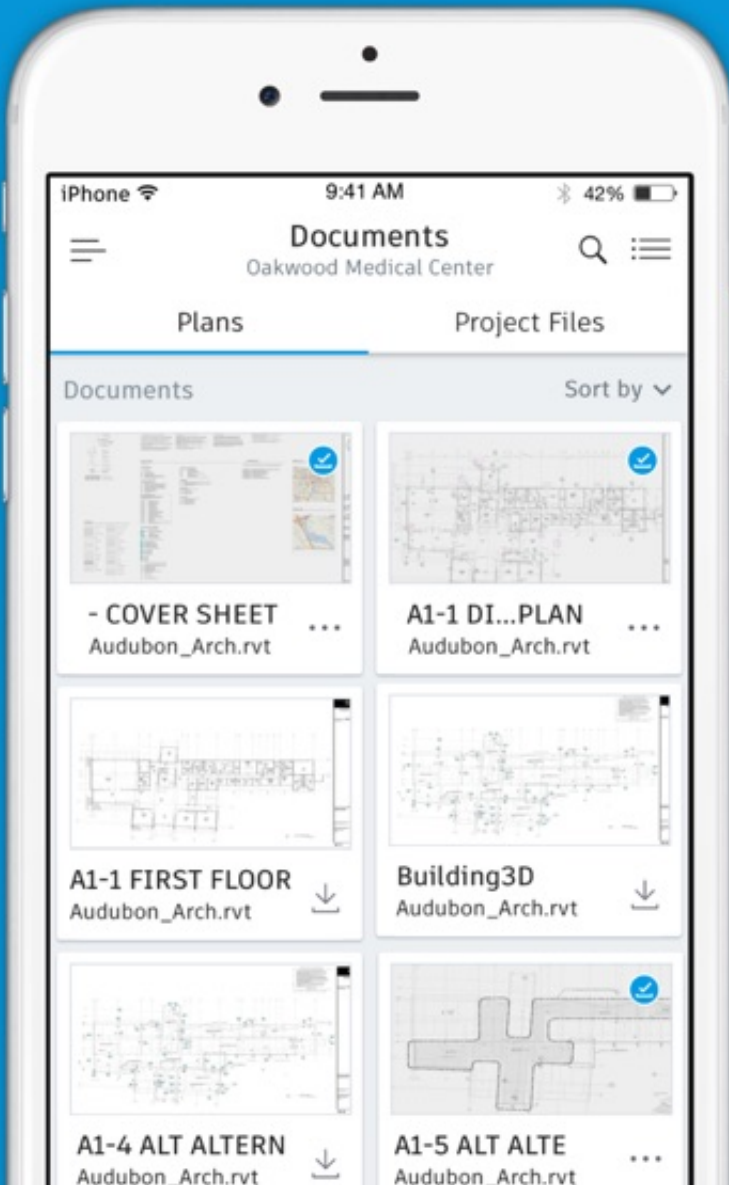 iPhone 9:41 AM 42%
Documents
Oakwood Medical Center
Plans Project Files
Documents Sort by
- COVER SHEET
Audubon_Arch.rvt
A1-1 DI...PLAN
Audubon_Arch.rvt
A1-1 FIRST FLOOR
Audubon_Arch.rvt
Building3D
Audubon_Arch.rvt
A1-4 ALT ALTERN
Audubon_Arch.rvt
A1-5 ALT ALTE
Audubon_Arch.rvt